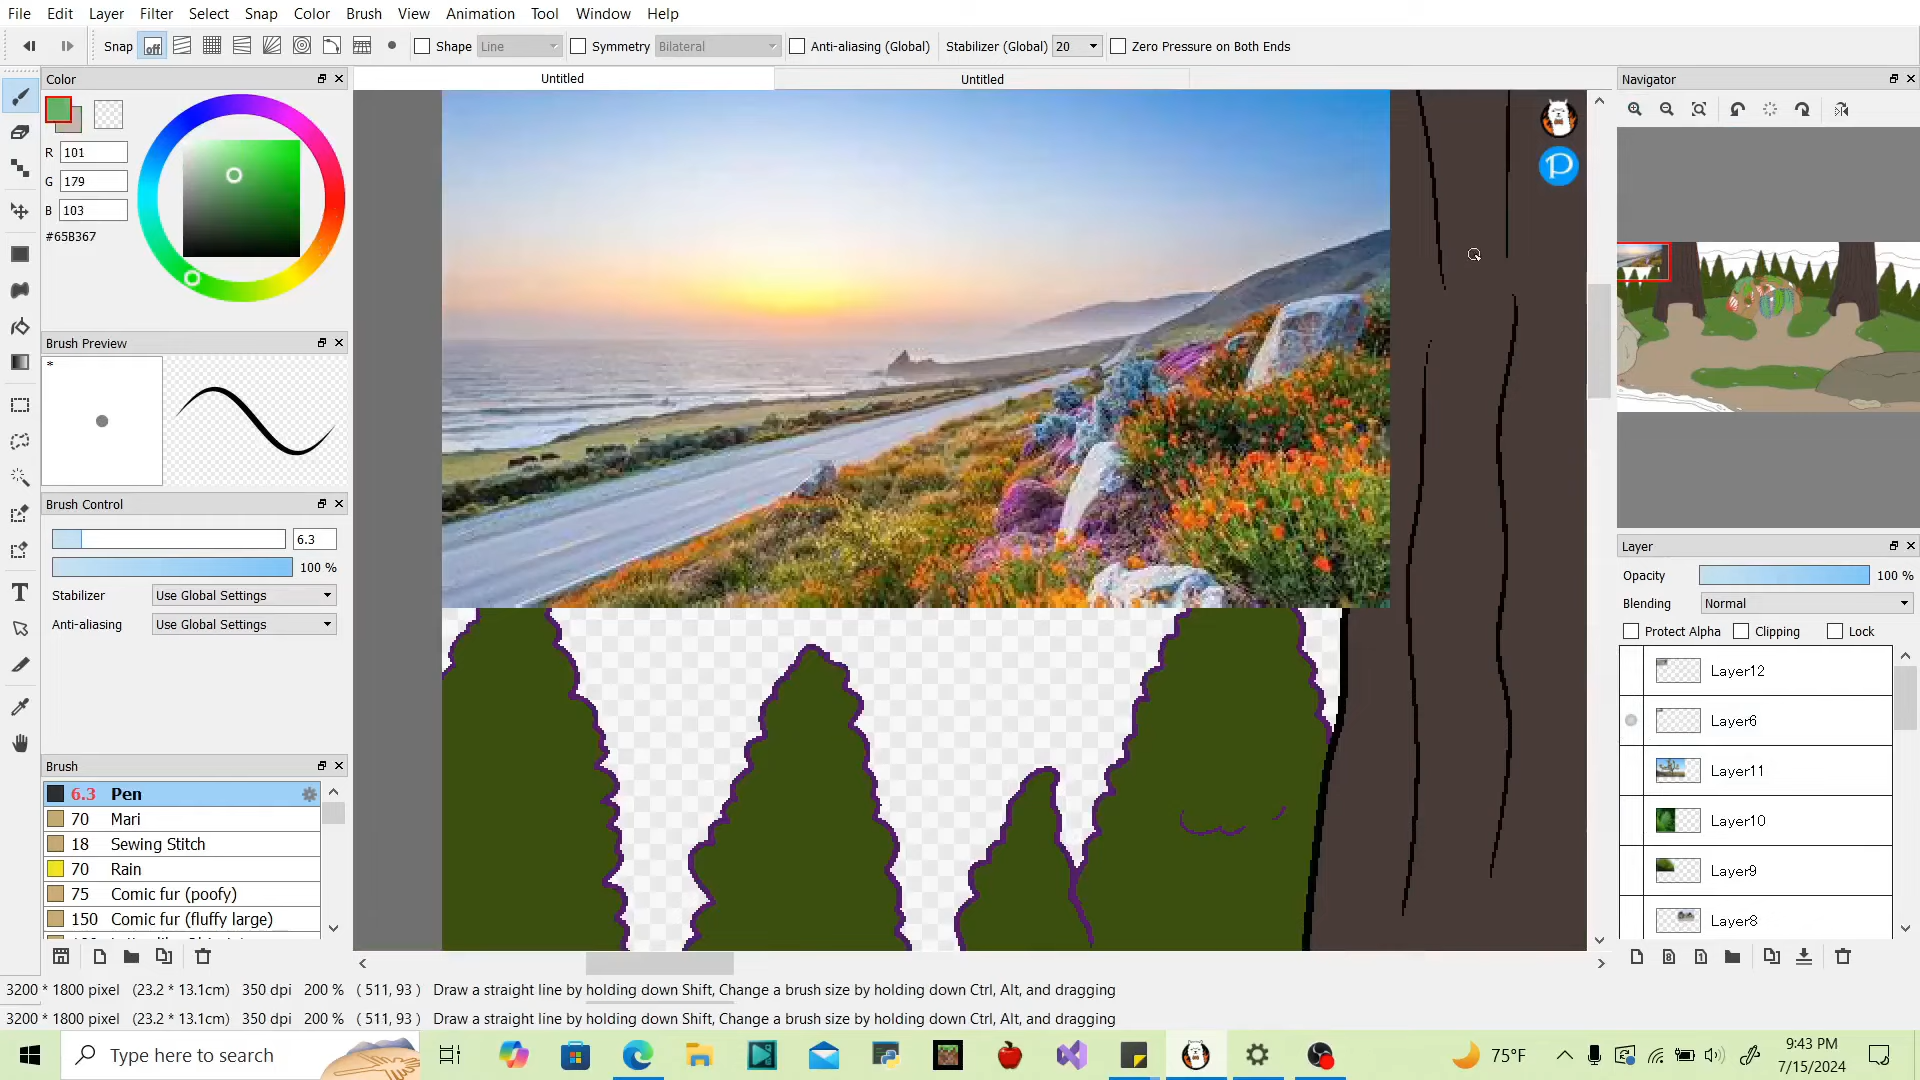 File Edit Layer Filter Select Snap Color Brush View Animation Tool Window Help
Snap off Shape Line Symmetry Bilateral Anti-aliasing (Global) Stabilizer (Global) 20 Zero Pressure on Both Ends
Color
Untitled
Untitled
Navigator
R 101
G 179
B 103
#65B367
Brush Preview
*
Brush Control
6.3
100 %
Stabilizer Use Global Settings
Anti-aliasing Use Global Settings
Brush
6.3 Pen
70 Mari
18 Sewing Stitch
70 Rain
75 Comic fur (poofy)
150 Comic fur (fluffy large)
P
Layer
Opacity 100 %
Blending Normal
Protect Alpha Clipping Lock
Layer12
Layer6
Layer11
Layer10
Layer9
Layer8
3200 * 1800 pixel (23.2 * 13.1cm) 350 dpi 200 % ( 511, 93 ) Draw a straight line by holding down Shift, Change a brush size by holding down Ctrl, Alt, and dragging
3200 * 1800 pixel (23.2 * 13.1cm) 350 dpi 200 % ( 511, 93 ) Draw a straight line by holding down Shift, Change a brush size by holding down Ctrl, Alt, and dragging
Type here to search
75°F
9:43 PM
7/15/2024